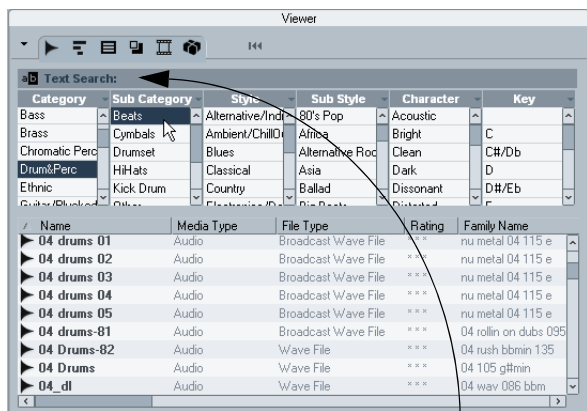 Viewer
Text Search:
Category Sub Category Style Sub Style Character Key
Bass Beats Alternative/Indi 80's Pop Acoustic
Brass Cymbals Ambient/ChillOu Africa Bright C
Chromatic Perc Drumset Blues Alternative Roc Clean C#/Db
Drum&Perc HiHats Classical Asia Dark D
Ethnic Kick Drum Country Ballad Dissonant D#/Eb
Name Media Type File Type Rating Family Name
04 drums 01 Audio Broadcast Wave File *** nu metal 04 115 e
04 drums 02 Audio Broadcast Wave File *** nu metal 04 115 e
04 drums 03 Audio Broadcast Wave File *** nu metal 04 115 e
04 drums 04 Audio Broadcast Wave File *** nu metal 04 115 e
04 drums 05 Audio Broadcast Wave File *** nu metal 04 115 e
04 drums-81 Audio Broadcast Wave File *** 04 rollin on dubs 095
04 Drums-82 Audio Wave File *** 04 rush bbmin 135
04 Drums Audio Wave File *** 04 105 g#min
04_dl Audio Wave File *** 04 wav 086 bbm